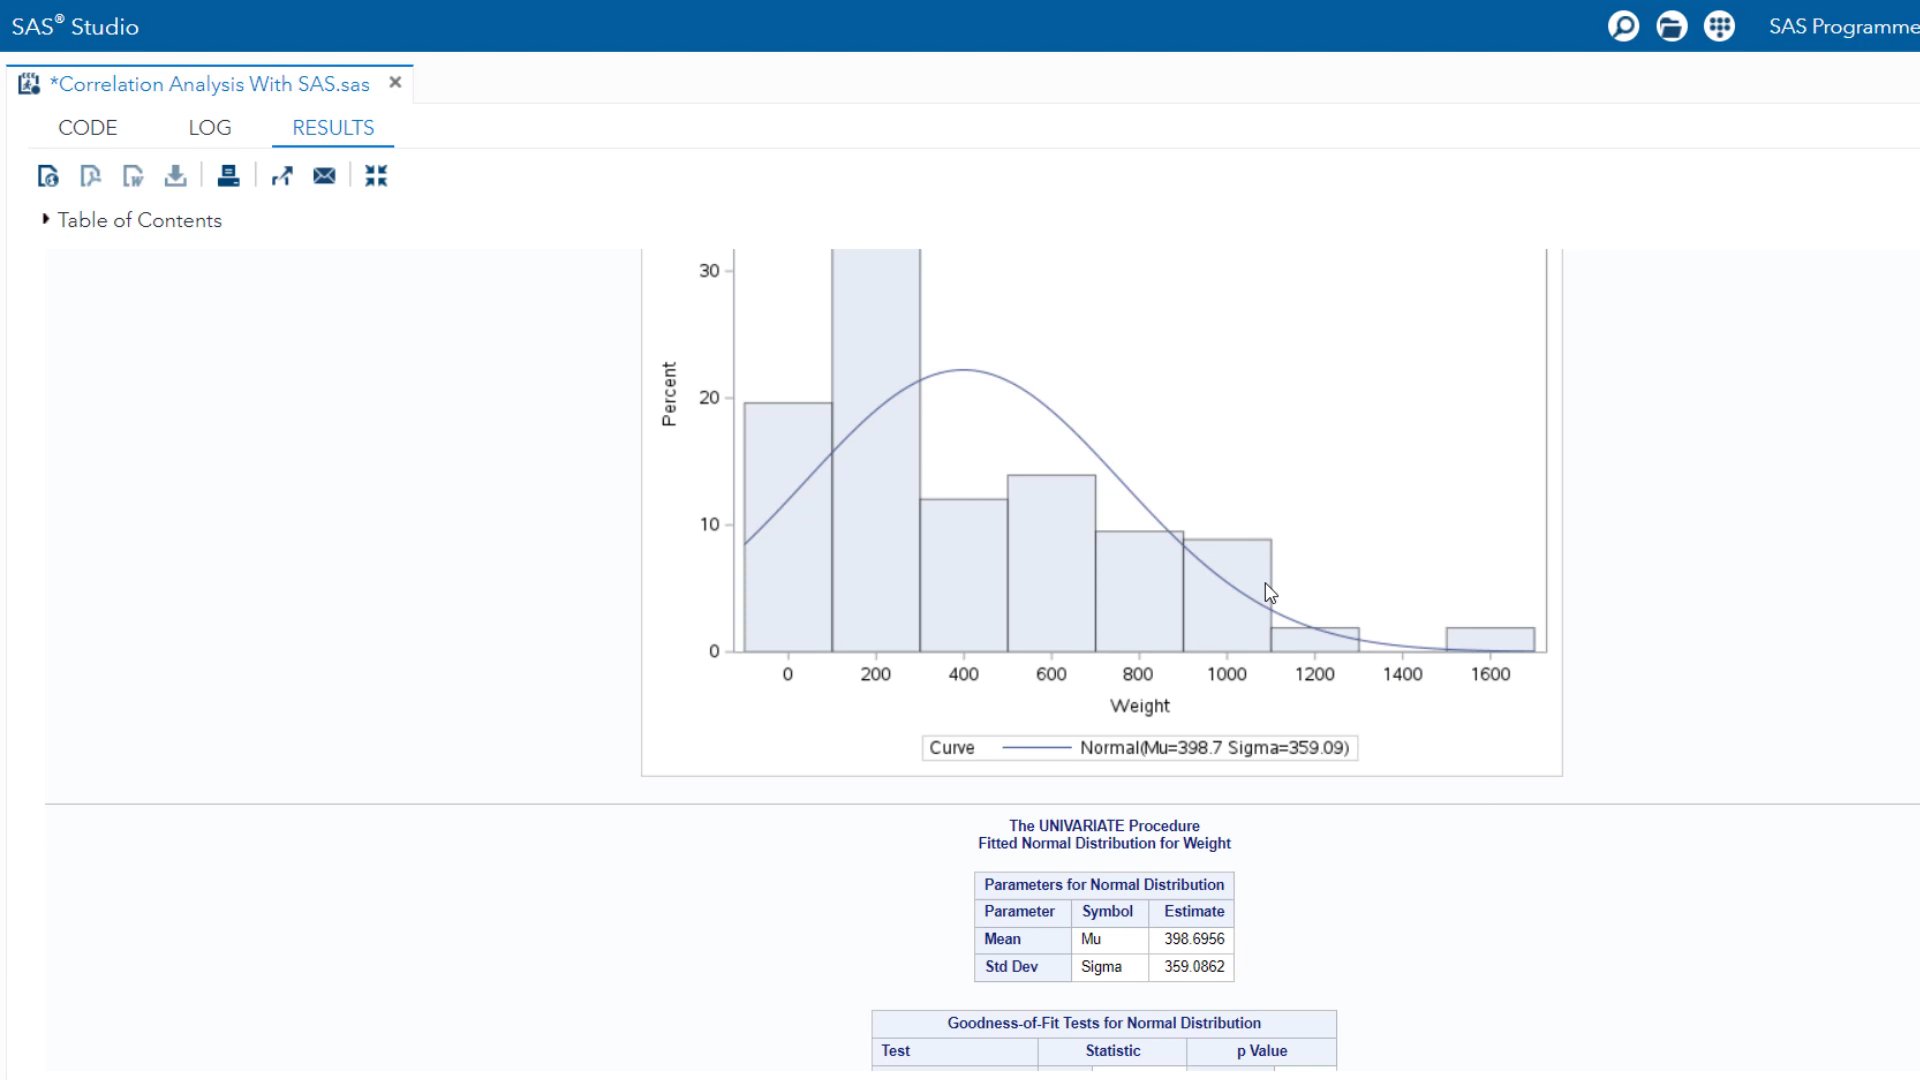 SAS® Studio
SAS Programme
*Correlation Analysis With SAS.sas
CODE LOG RESULTS
Table of Contents
30
20
10
0
Percent
0 200 400 600 800 1000 1200 1400 1600
Weight
Curve Normal(Mu=398.7 Sigma=359.09)
The UNIVARIATE Procedure
Fitted Normal Distribution for Weight
Parameters for Normal Distribution
Parameter Symbol Estimate
Mean Mu 398.6956
Std Dev Sigma 359.0862
Goodness-of-Fit Tests for Normal Distribution
Test Statistic p Value